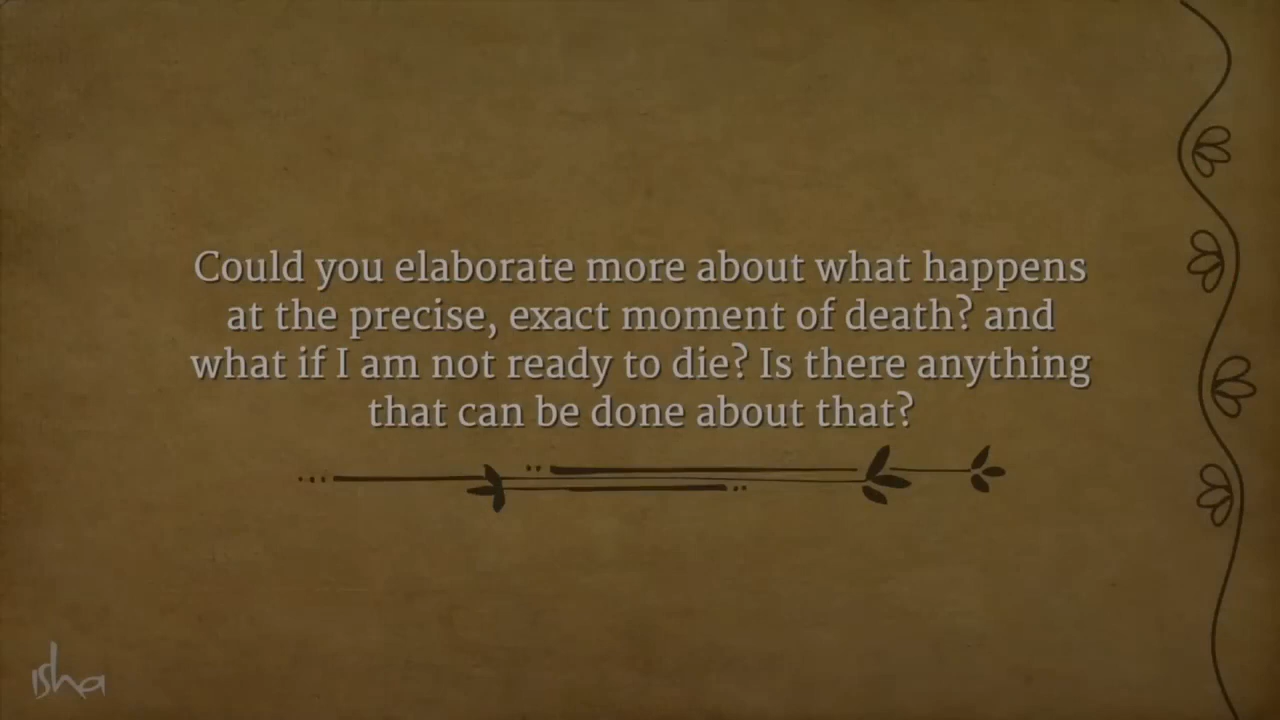 Could you elaborate more about what happens
at the precise, exact moment of death? and
what if I am not ready to die? Is there anything
that can be done about that?
isha